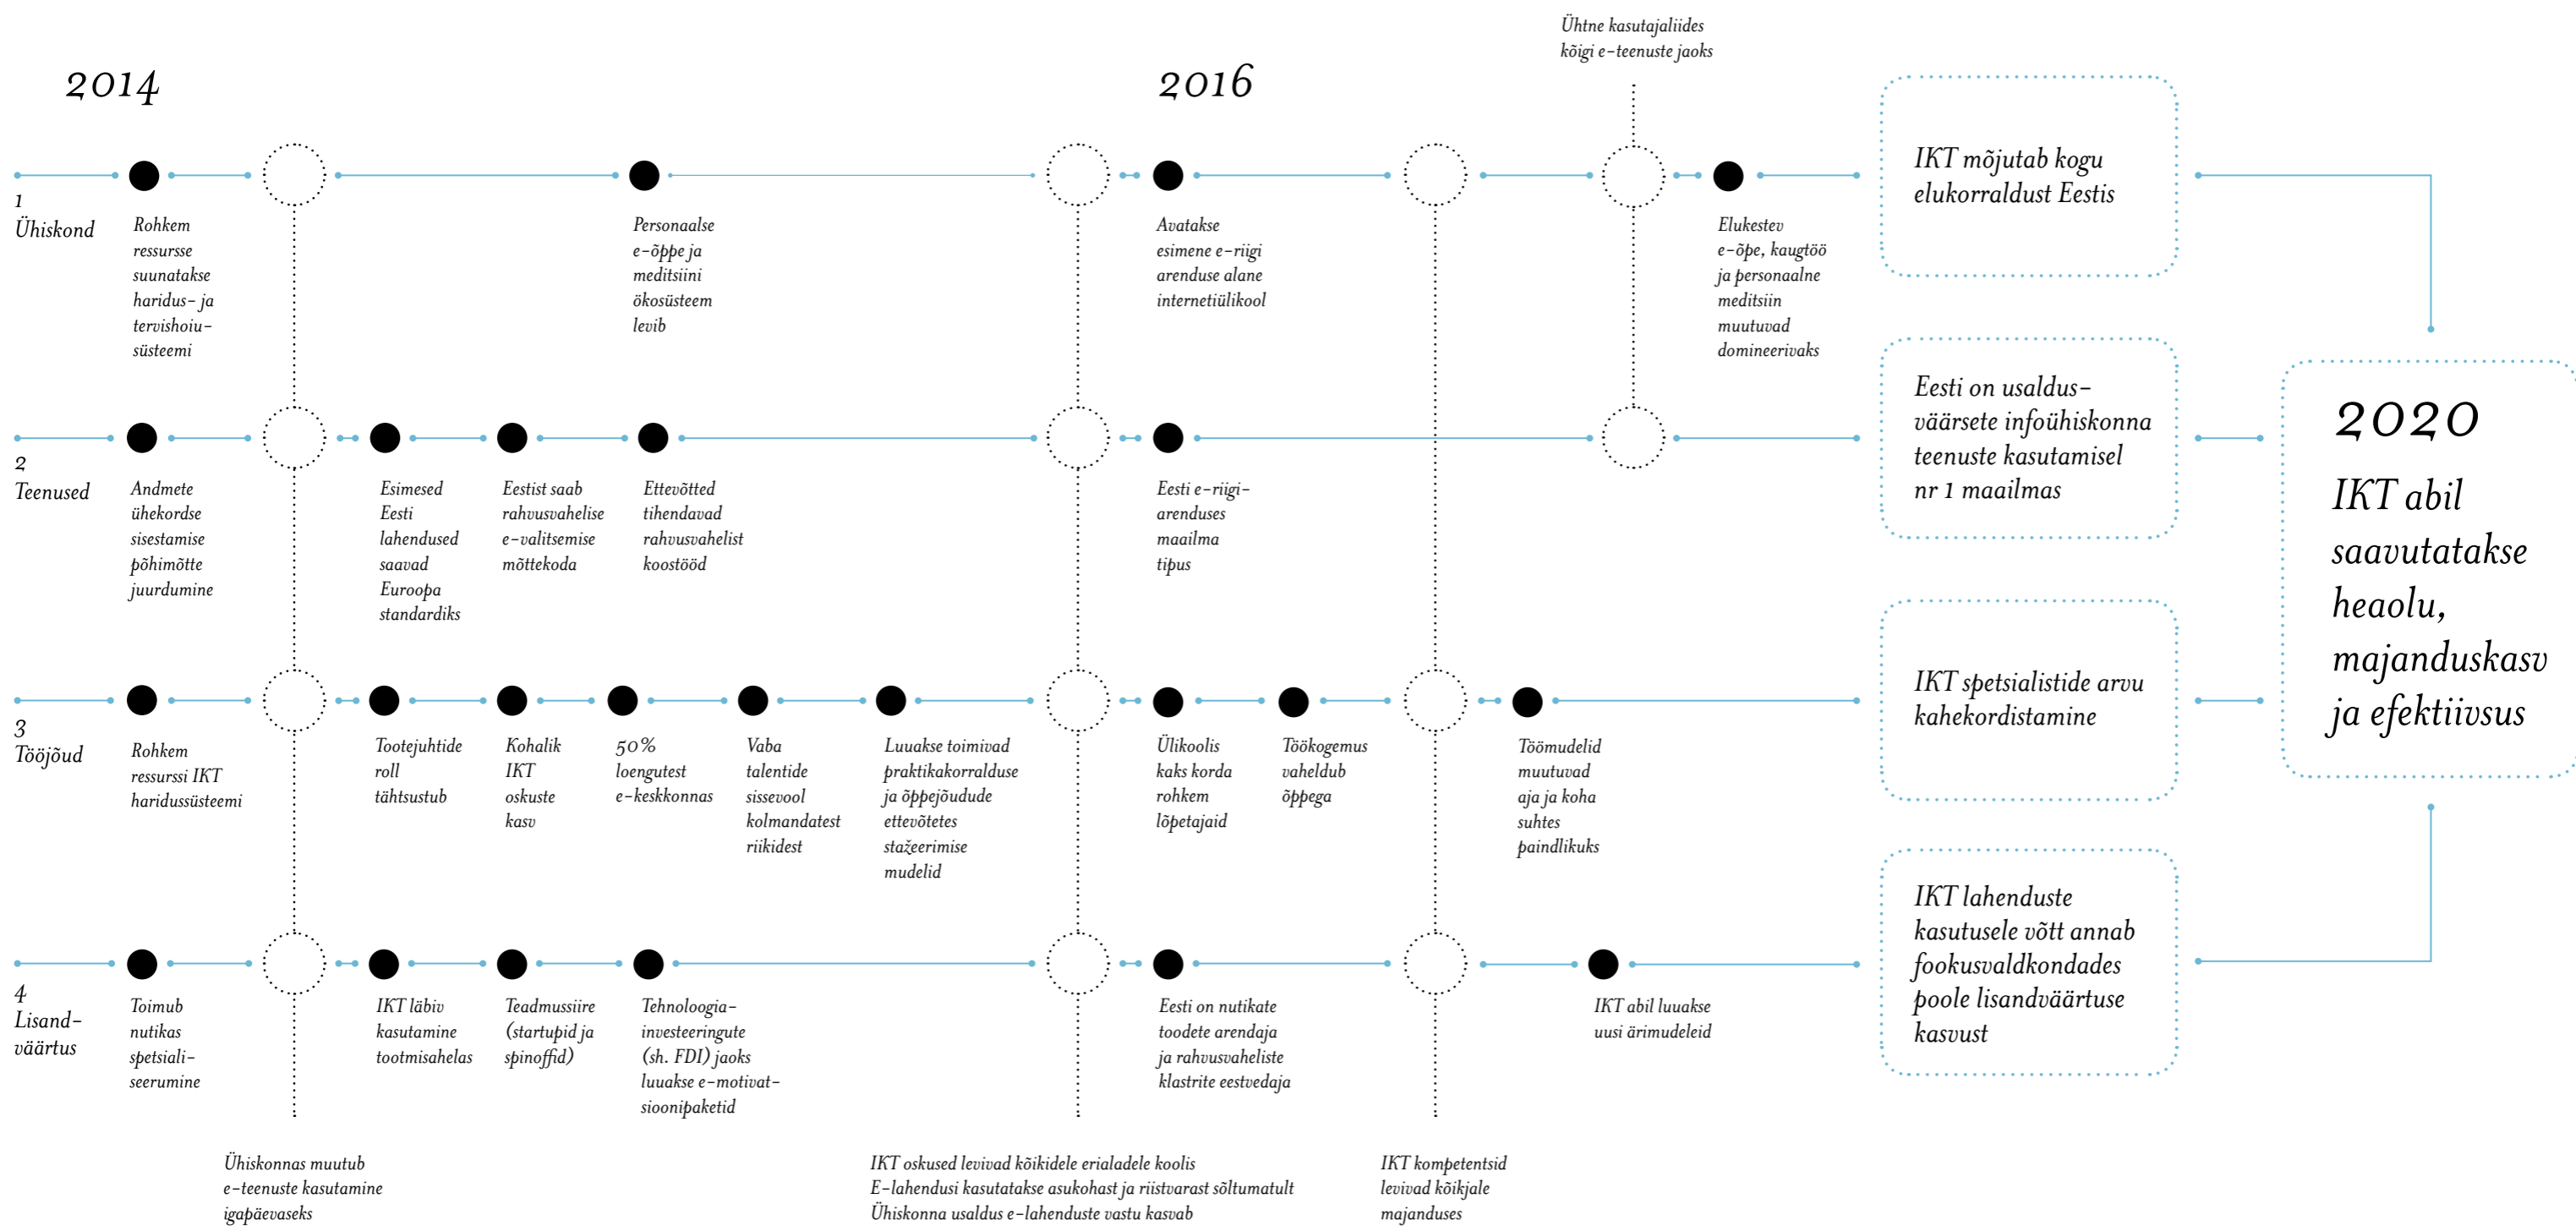 Ühtne kasutajaliides
kõigi e-teenuste jaoks
2014
2016
1
Ühiskond
Rohkem
ressursse
suunatakse
haridus- ja
tervishoiu-
süsteemi
Personaalse
e-õppe ja
meditsiini
ökosüsteem
levib
Avatakse
esimene e-riigi
arenduse alane
internetiülikool
Elukestev
e-õpe, kaugtöö
ja personaalne
meditsiin
muutuvad
domineerivaks
IKT mõjutab kogu
elukorraldust Eestis
2
Teenused
Andmete
ühekordse
sisestamise
põhimõtte
juurdumine
Esimesed
Eesti
lahendused
saavad
Euroopa
standardiks
Eestist saab
rahvusvahelise
e-valitsemise
mõttekoda
Ettevõtted
tihendavad
rahvusvahelist
koostööd
Eesti e-riigi-
arenduses
maailma
tipus
Eesti on usaldus-
väärsete infoühiskonna
teenuste kasutamisel
nr 1 maailmas
3
Tööjõud
Rohkem
ressurssi IKT
haridussüsteemi
Tootejuhtide
roll
tähtsustub
Kohalik
IKT
oskuste
kasv
50%
loengutest
e-keskkonnas
Vaba
talentide
sissevool
kolmandatest
riikidest
Luuakse toimivad
praktikakorralduse
ja õppejõudude
ettevõtetes
stažeerimise
mudelid
Ülikoolis
kaks korda
rohkem
lõpetajaid
Töökogemus
vaheldub
õppega
Töömudelid
muutuvad
aja ja koha
suhtes
paindlikuks
IKT spetsialistide arvu
kahekordistamine
4
Lisand-
väärtus
Toimub
nutikas
spetsiali-
seerumine
IKT läbiv
kasutamine
tootmisahelas
Teadmussiire
(startupid ja
spinoffid)
Tehnoloogia-
investeeringute
(sh. FDI) jaoks
luuakse e-motivat-
sioonipaketid
Eesti on nutikate
toodete arendaja
ja rahvusvaheliste
klastrite eestvedaja
IKT abil luuakse
uusi ärimudeleid
IKT lahenduste
kasutusele võtt annab
fookusvaldkondades
poole lisandväärtuse
kasvust
2020
IKT abil
saavutatakse
heaolu,
majanduskasv
ja efektiivsus
Ühiskonnas muutub
e-teenuste kasutamine
igapäevaseks
IKT oskused levivad kõikidele erialadele koolis
E-lahendusi kasutatakse asukohast ja riistvarast sõltumatult
Ühiskonna usaldus e-lahenduste vastu kasvab
IKT kompetentsid
levivad kõikjale
majanduses